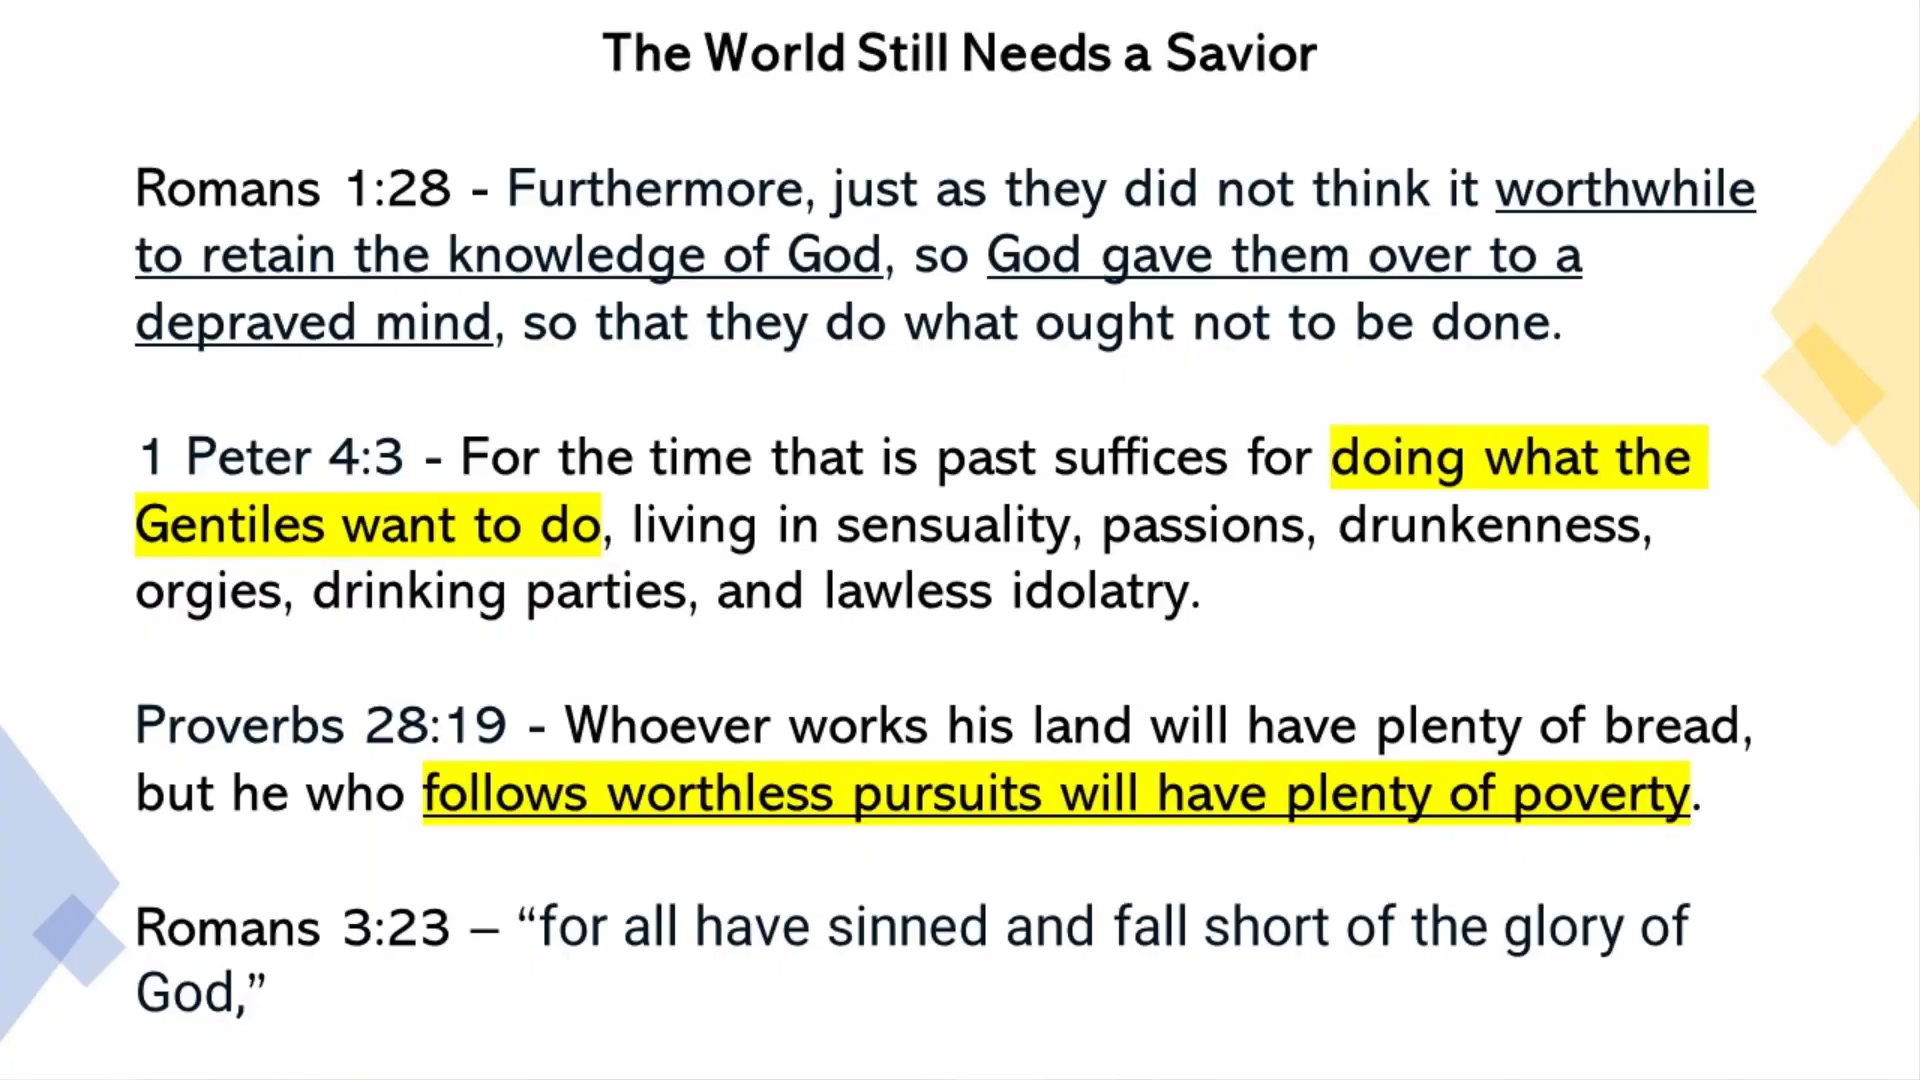 The World Still Needs a Savior
Romans 1:28 - Furthermore, just as they did not think it worthwhile
to retain the knowledge of God, so God gave them over to a
depraved mind, so that they do what ought not to be done.
1 Peter 4:3 - For the time that is past suffices for doing what the
Gentiles want to do, living in sensuality, passions, drunkenness,
orgies, drinking parties, and lawless idolatry.
Proverbs 28:19 - Whoever works his land will have plenty of bread,
but he who follows worthless pursuits will have plenty of poverty.
Romans 3:23 – “for all have sinned and fall short of the glory of
God,”